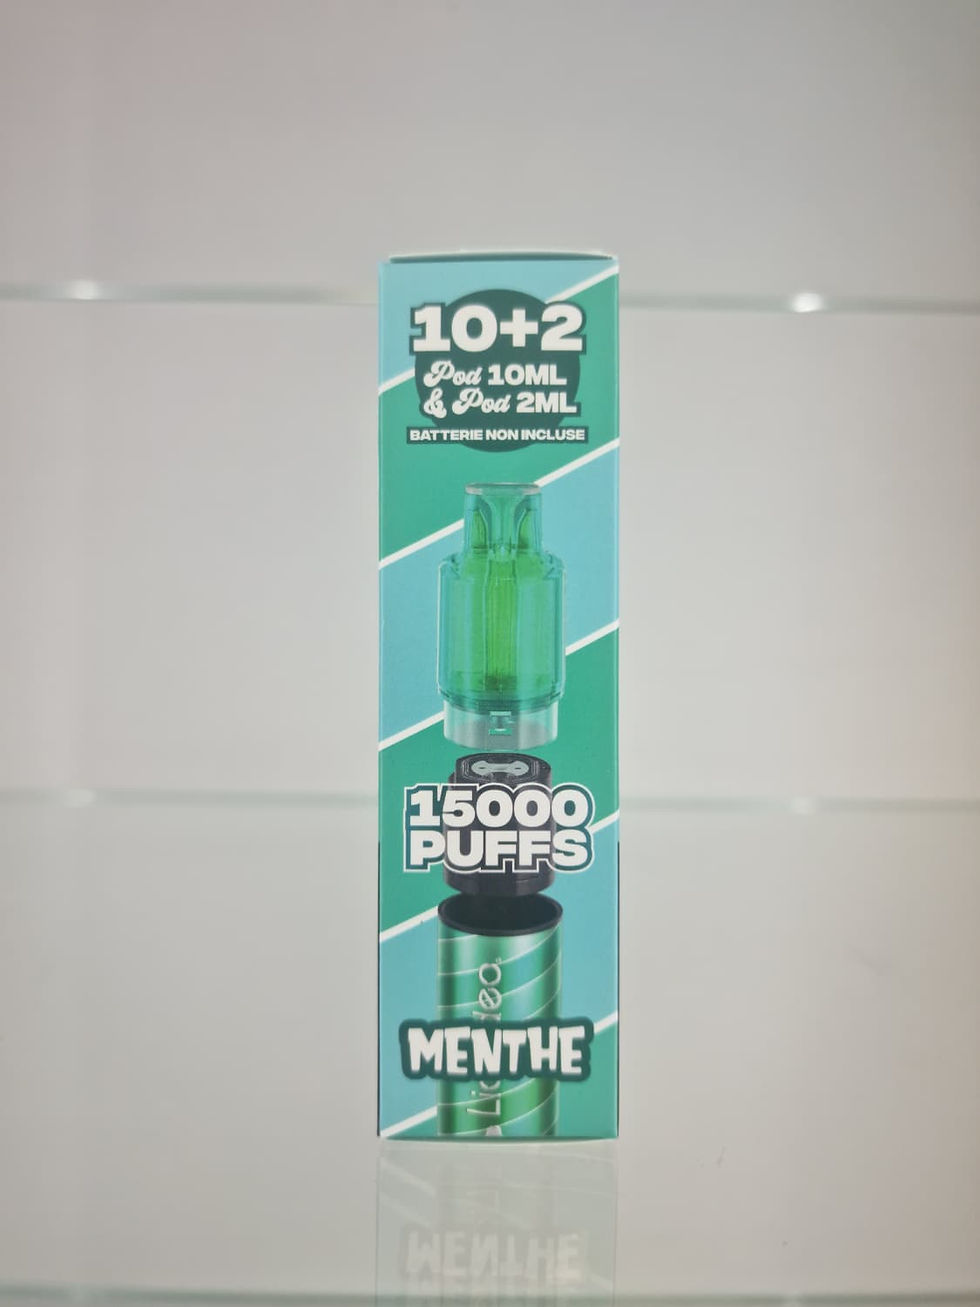 10+2
Pod 10ML
& Pod 2ML
BATTERIE NON INCLUSE
15000
PUFFS
MENTHE